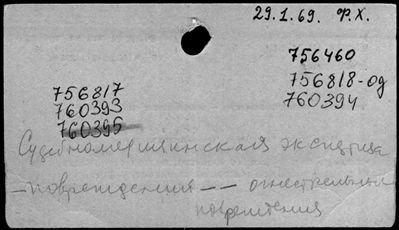 29.1.69. Ф.Х.
756460
756817
756818-од
760393
760394
760395
Судебномедицинская экспертиза
– повреждения – – огнестрельные
повреждения